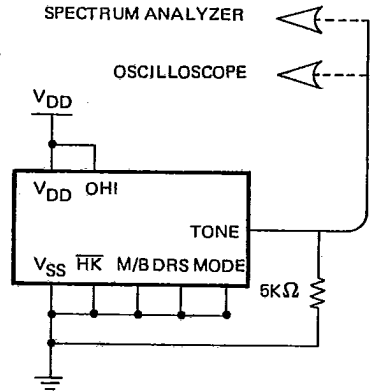 SPECTRUM ANALYZER
OSCILLOSCOPE
VDD
VDD OHI
TONE
VSS HK M/B DRS MODE
5KΩ